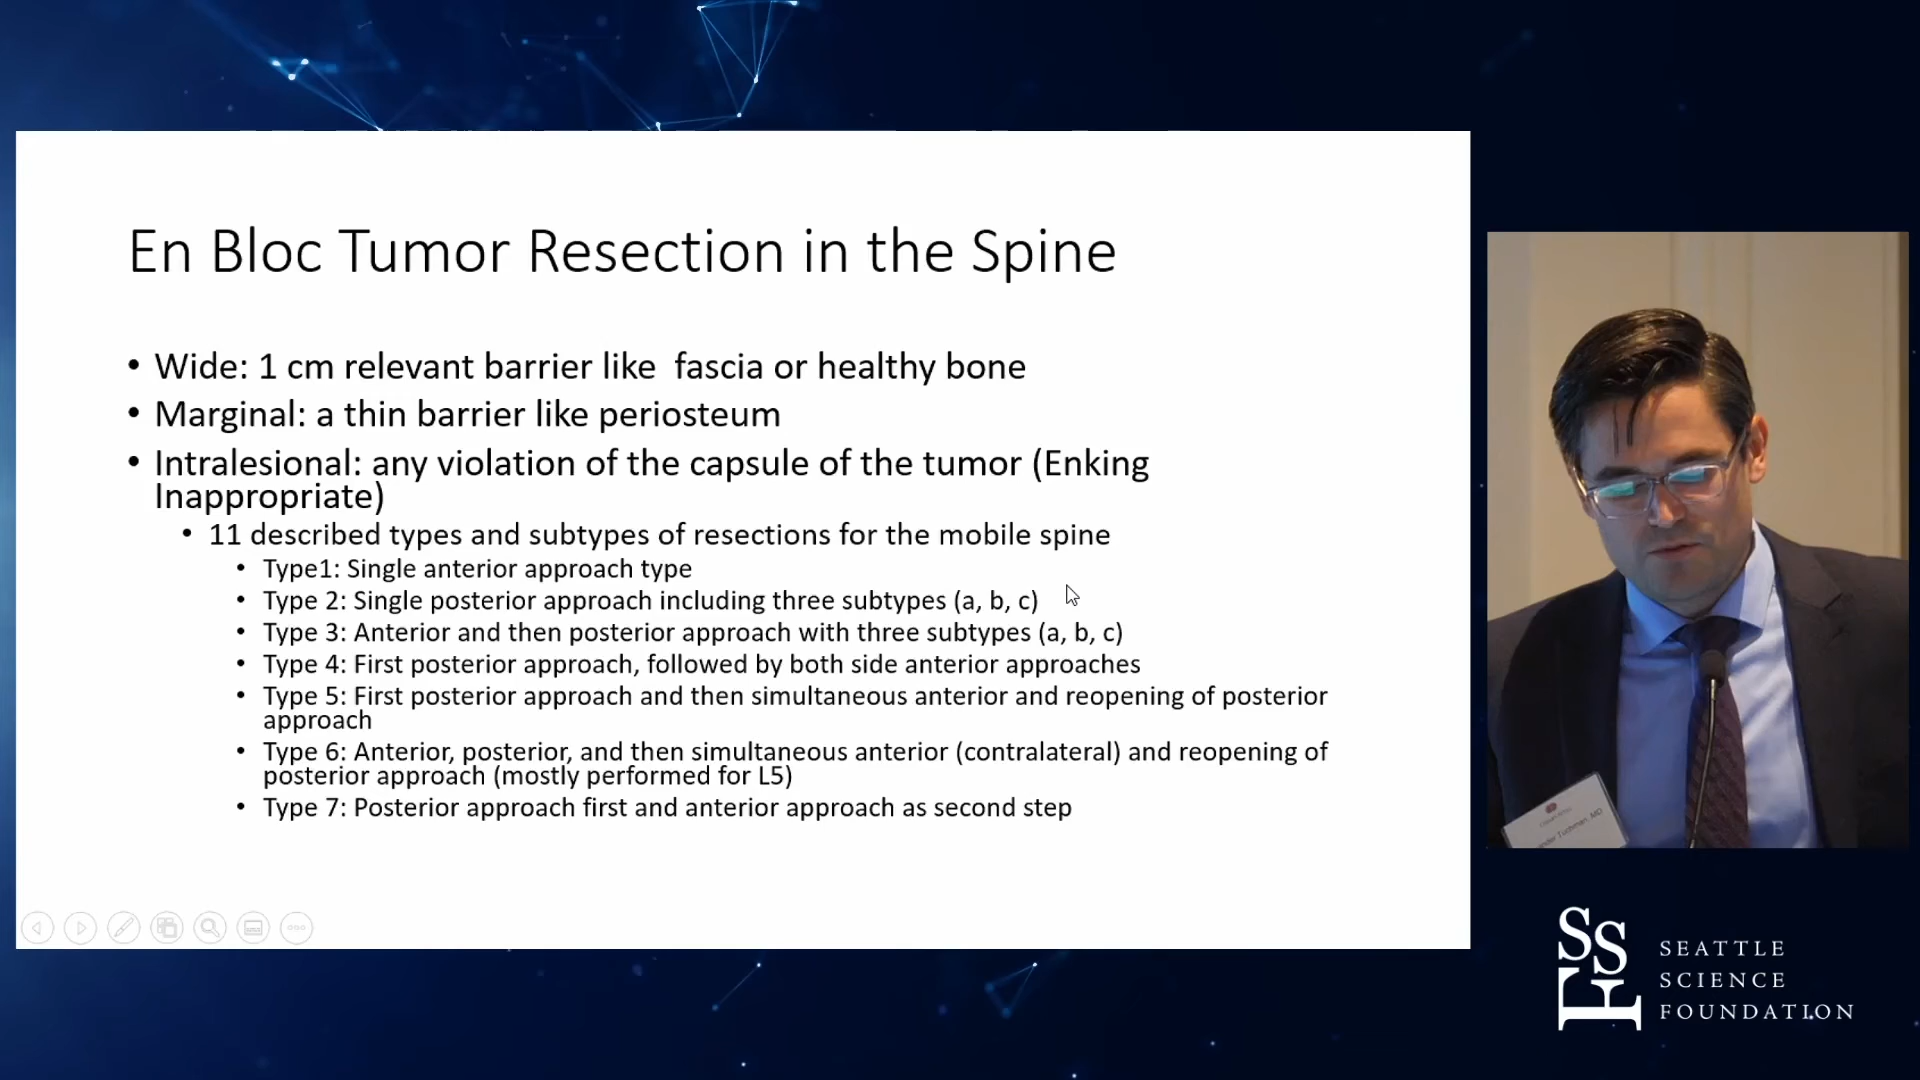 En Bloc Tumor Resection in the Spine
• Wide: 1 cm relevant barrier like  fascia or healthy bone
• Marginal: a thin barrier like periosteum
• Intralesional: any violation of the capsule of the tumor (Enking
Inappropriate)
• 11 described types and subtypes of resections for the mobile spine
• Type1: Single anterior approach type
• Type 2: Single posterior approach including three subtypes (a, b, c)
• Type 3: Anterior and then posterior approach with three subtypes (a, b, c)
• Type 4: First posterior approach, followed by both side anterior approaches
• Type 5: First posterior approach and then simultaneous anterior and reopening of posterior
approach
• Type 6: Anterior, posterior, and then simultaneous anterior (contralateral) and reopening of
posterior approach (mostly performed for L5)
• Type 7: Posterior approach first and anterior approach as second step
Tuchman, MD
SSF
SEATTLE
SCIENCE
FOUNDATION